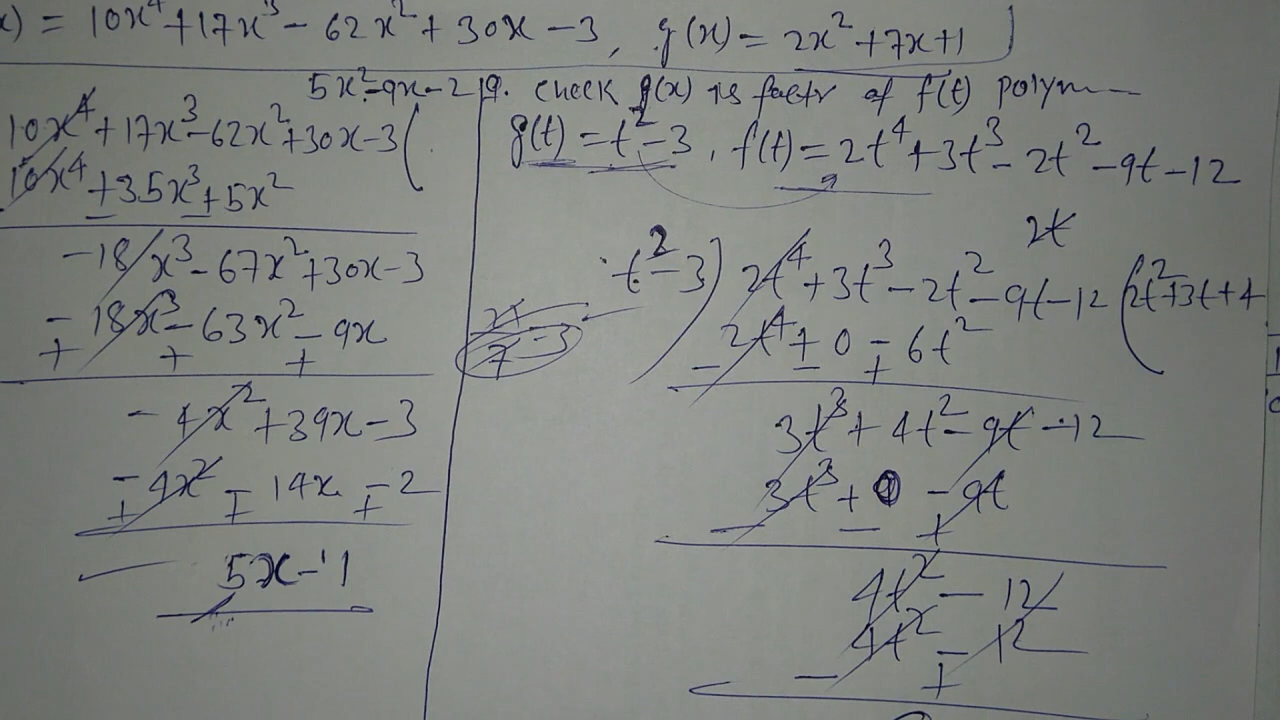 x) = 10x⁴+17x³-62x²+30x-3, g(x)= 2x²+7x+1
5x²-9x-2
10x⁴+17x³-62x²+30x-3(
10x⁴+35x³+5x²
- -
-18x³-67x²+30x-3
-18x³-63x²-9x
+ + +
-4x²+39x-3
-4x²-14x-2
+ + +
5x-1
9. check g(x) is factr of f(t) polym
g(t)=t²-3, f(t)=2t⁴+3t³-2t²-9t-12
2t
t²-3) 2t⁴+3t³-2t²-9t-12 (2t²+3t+4
2t⁴+0-6t²
- - +
3t³+4t²-9t-12
3t³+0-9t
- - +
4t²-12
4t²-12
- +